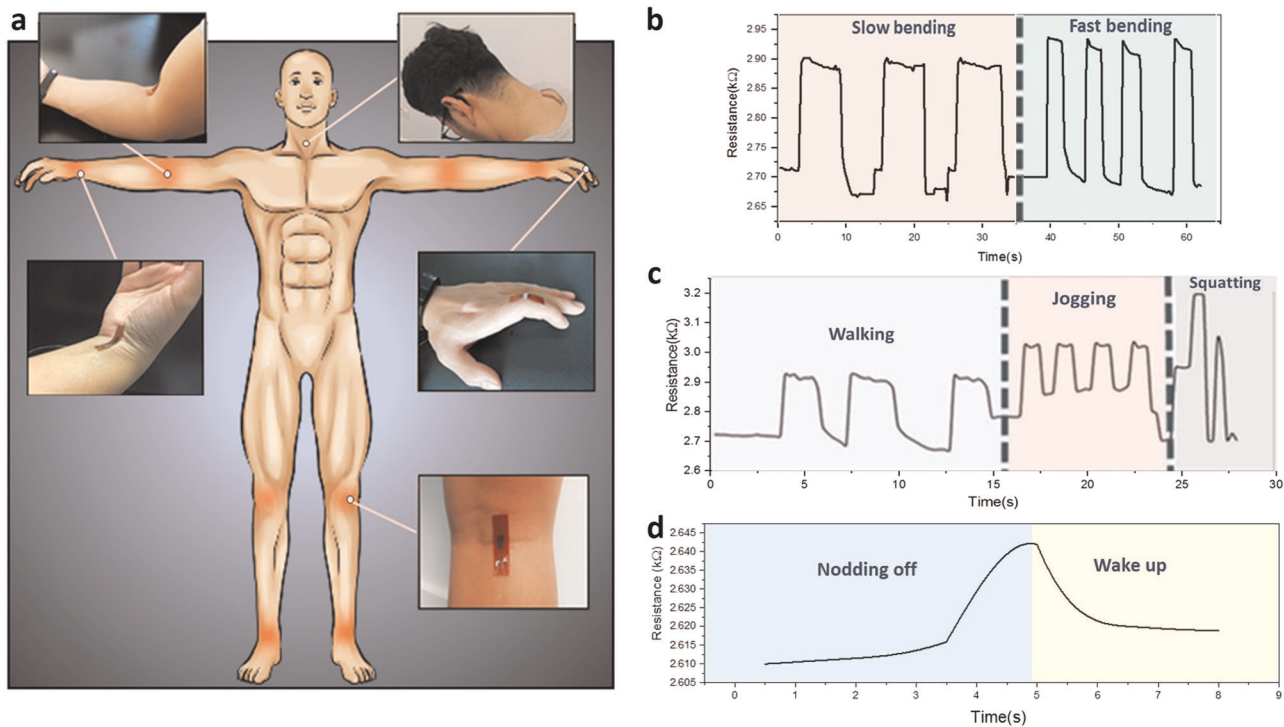 a
b
Slow bending
Fast bending
Resistance(kΩ)
2.95
2.90
2.85
2.80
2.75
2.70
2.65
0
10
20
30
40
50
60
Time(s)
c
Walking
Jogging
Squatting
Resistance(kΩ)
3.2
3.1
3.0
2.9
2.8
2.7
2.6
0
5
10
15
20
25
30
Time(s)
d
Nodding off
Wake up
Resistance (kΩ)
2.645
2.640
2.635
2.630
2.625
2.620
2.615
2.610
2.605
0
1
2
3
4
5
6
7
8
9
Time(s)